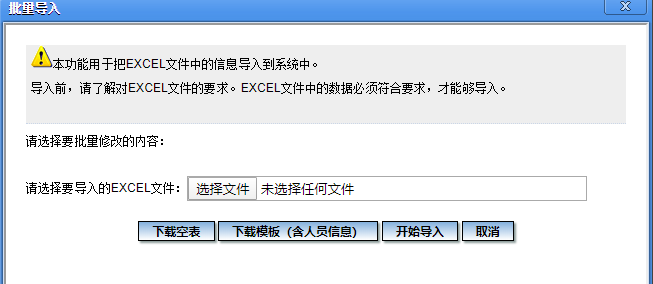 批量导入
本功能用于把EXCEL文件中的信息导入到系统中。
导入前，请了解对EXCEL文件的要求。EXCEL文件中的数据必须符合要求，才能够导入。
请选择要批量修改的内容：
请选择要导入的EXCEL文件： 选择文件 未选择任何文件
下载空表 下载模板（含人员信息） 开始导入 取消